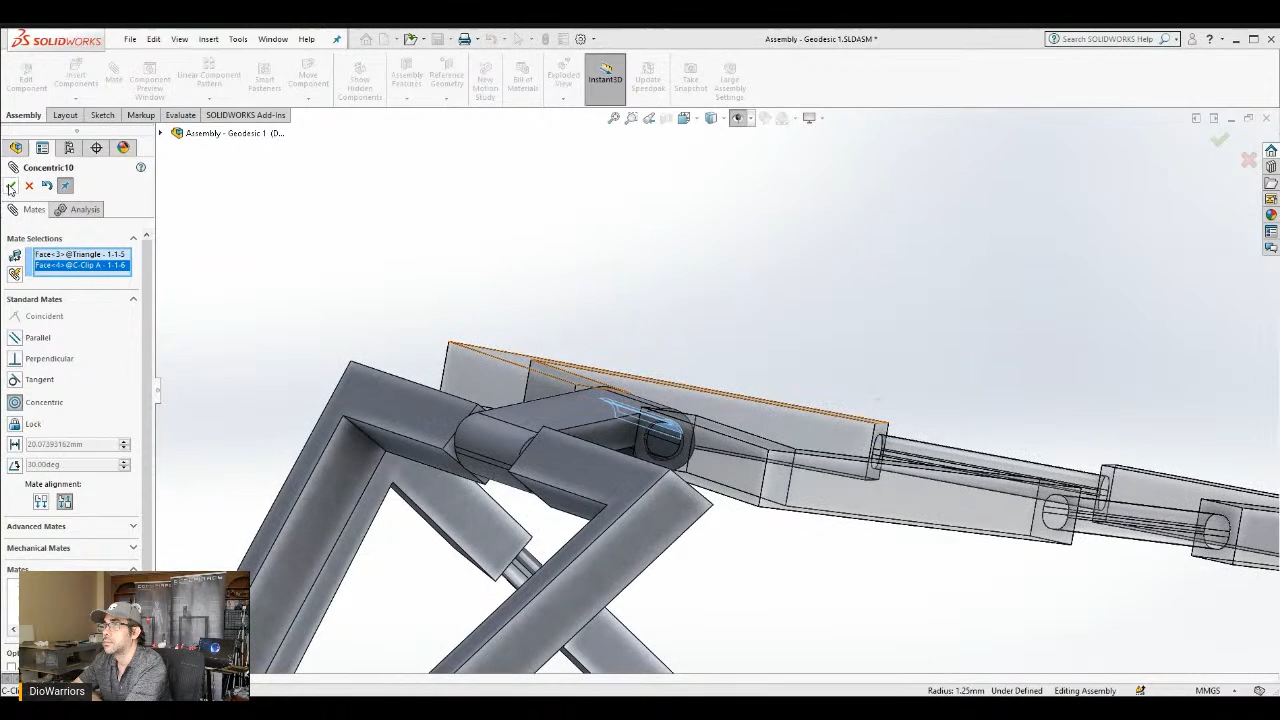 SOLIDWORKS
File Edit View Insert Tools Window Help
Assembly - Geodesic 1.SLDASM *
Search SOLIDWORKS Help
Edit Component
Insert Components
Mate
Component Preview Window
Linear Component Pattern
Smart Fasteners
Move Component
Show Hidden Components
Assembly Features
Reference Geometry
New Motion Study
Bill of Materials
Exploded View
Instant3D
Update Speedpak
Take Snapshot
Large Assembly Settings
Assembly Layout Sketch Markup Evaluate SOLIDWORKS Add-Ins
Assembly - Geodesic 1 (D...
Concentric10
Mates Analysis
Mate Selections
Face<3>@Triangle - 1-1-5
Face<4>@C-Clip A - 1-1-6
Standard Mates
Coincident
Parallel
Perpendicular
Tangent
Concentric
Lock
20.07393162mm
30.00deg
Mate alignment:
Advanced Mates
Mechanical Mates
Mates
Opt
DioWarriors
C-Cl
Radius: 1.25mm Under Defined Editing Assembly MMGS